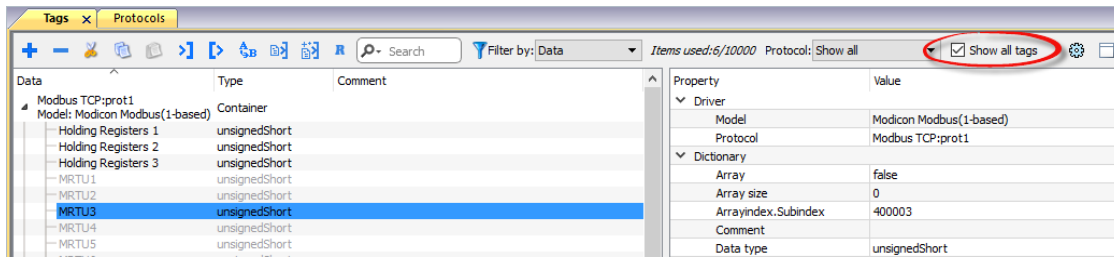 Tags x Protocols
R Search Filter by: Data Items used:6/10000 Protocol: Show all Show all tags
Data Type Comment Property Value
Modbus TCP:prot1
Model: Modicon Modbus(1-based) Container Driver
Holding Registers 1 unsignedShort Model Modicon Modbus(1-based)
Holding Registers 2 unsignedShort Protocol Modbus TCP:prot1
Holding Registers 3 unsignedShort Dictionary
MRTU1 unsignedShort Array false
MRTU2 unsignedShort Array size 0
MRTU3 unsignedShort Arrayindex.Subindex 400003
MRTU4 unsignedShort Comment
MRTU5 unsignedShort Data type unsignedShort